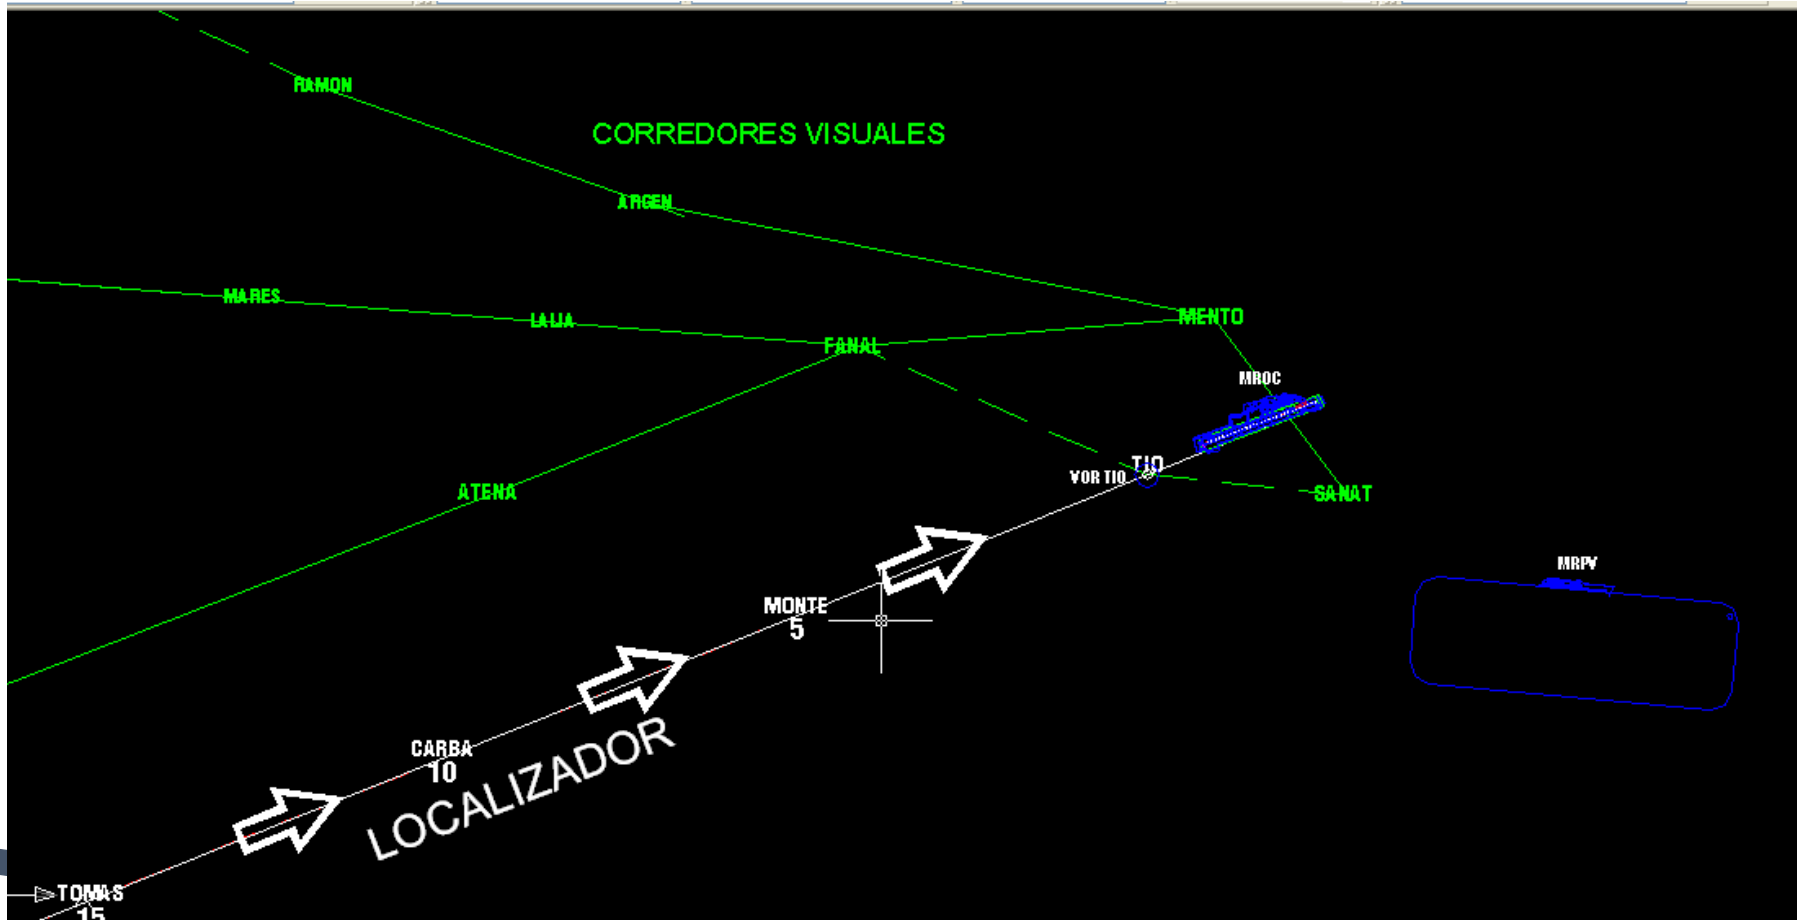 RAMON
CORREDORES VISUALES
ARGEN
MARES
LAJIA
FANAL
MENTO
MROC
TIO
VOR TIO
ATENA
SANAT
MRPV
MONTE
5
CARBA
10
LOCALIZADOR
TOMAS
15